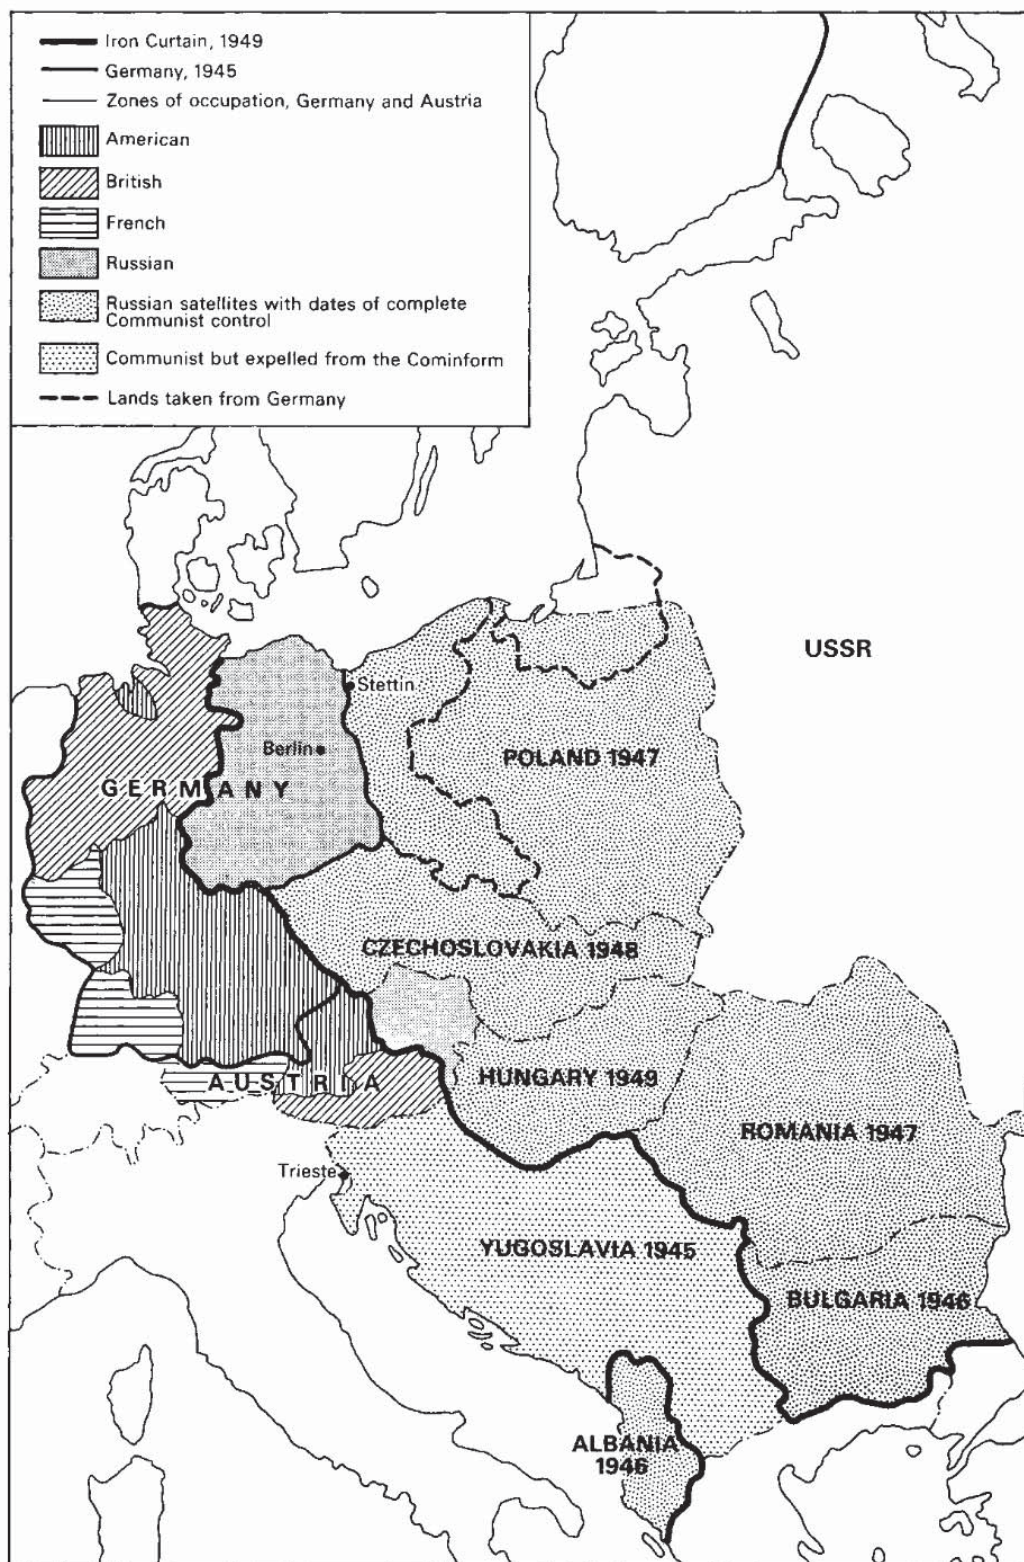 Iron Curtain, 1949
Germany, 1945
Zones of occupation, Germany and Austria
American
British
French
Russian
Russian satellites with dates of complete
Communist control
Communist but expelled from the Cominform
Lands taken from Germany
USSR
Stettin
Berlin
POLAND 1947
GERMANY
CZECHOSLOVAKIA 1948
HUNGARY 1949
AUSTRIA
ROMANIA 1947
Trieste
YUGOSLAVIA 1945
BULGARIA 1946
ALBANIA
1946